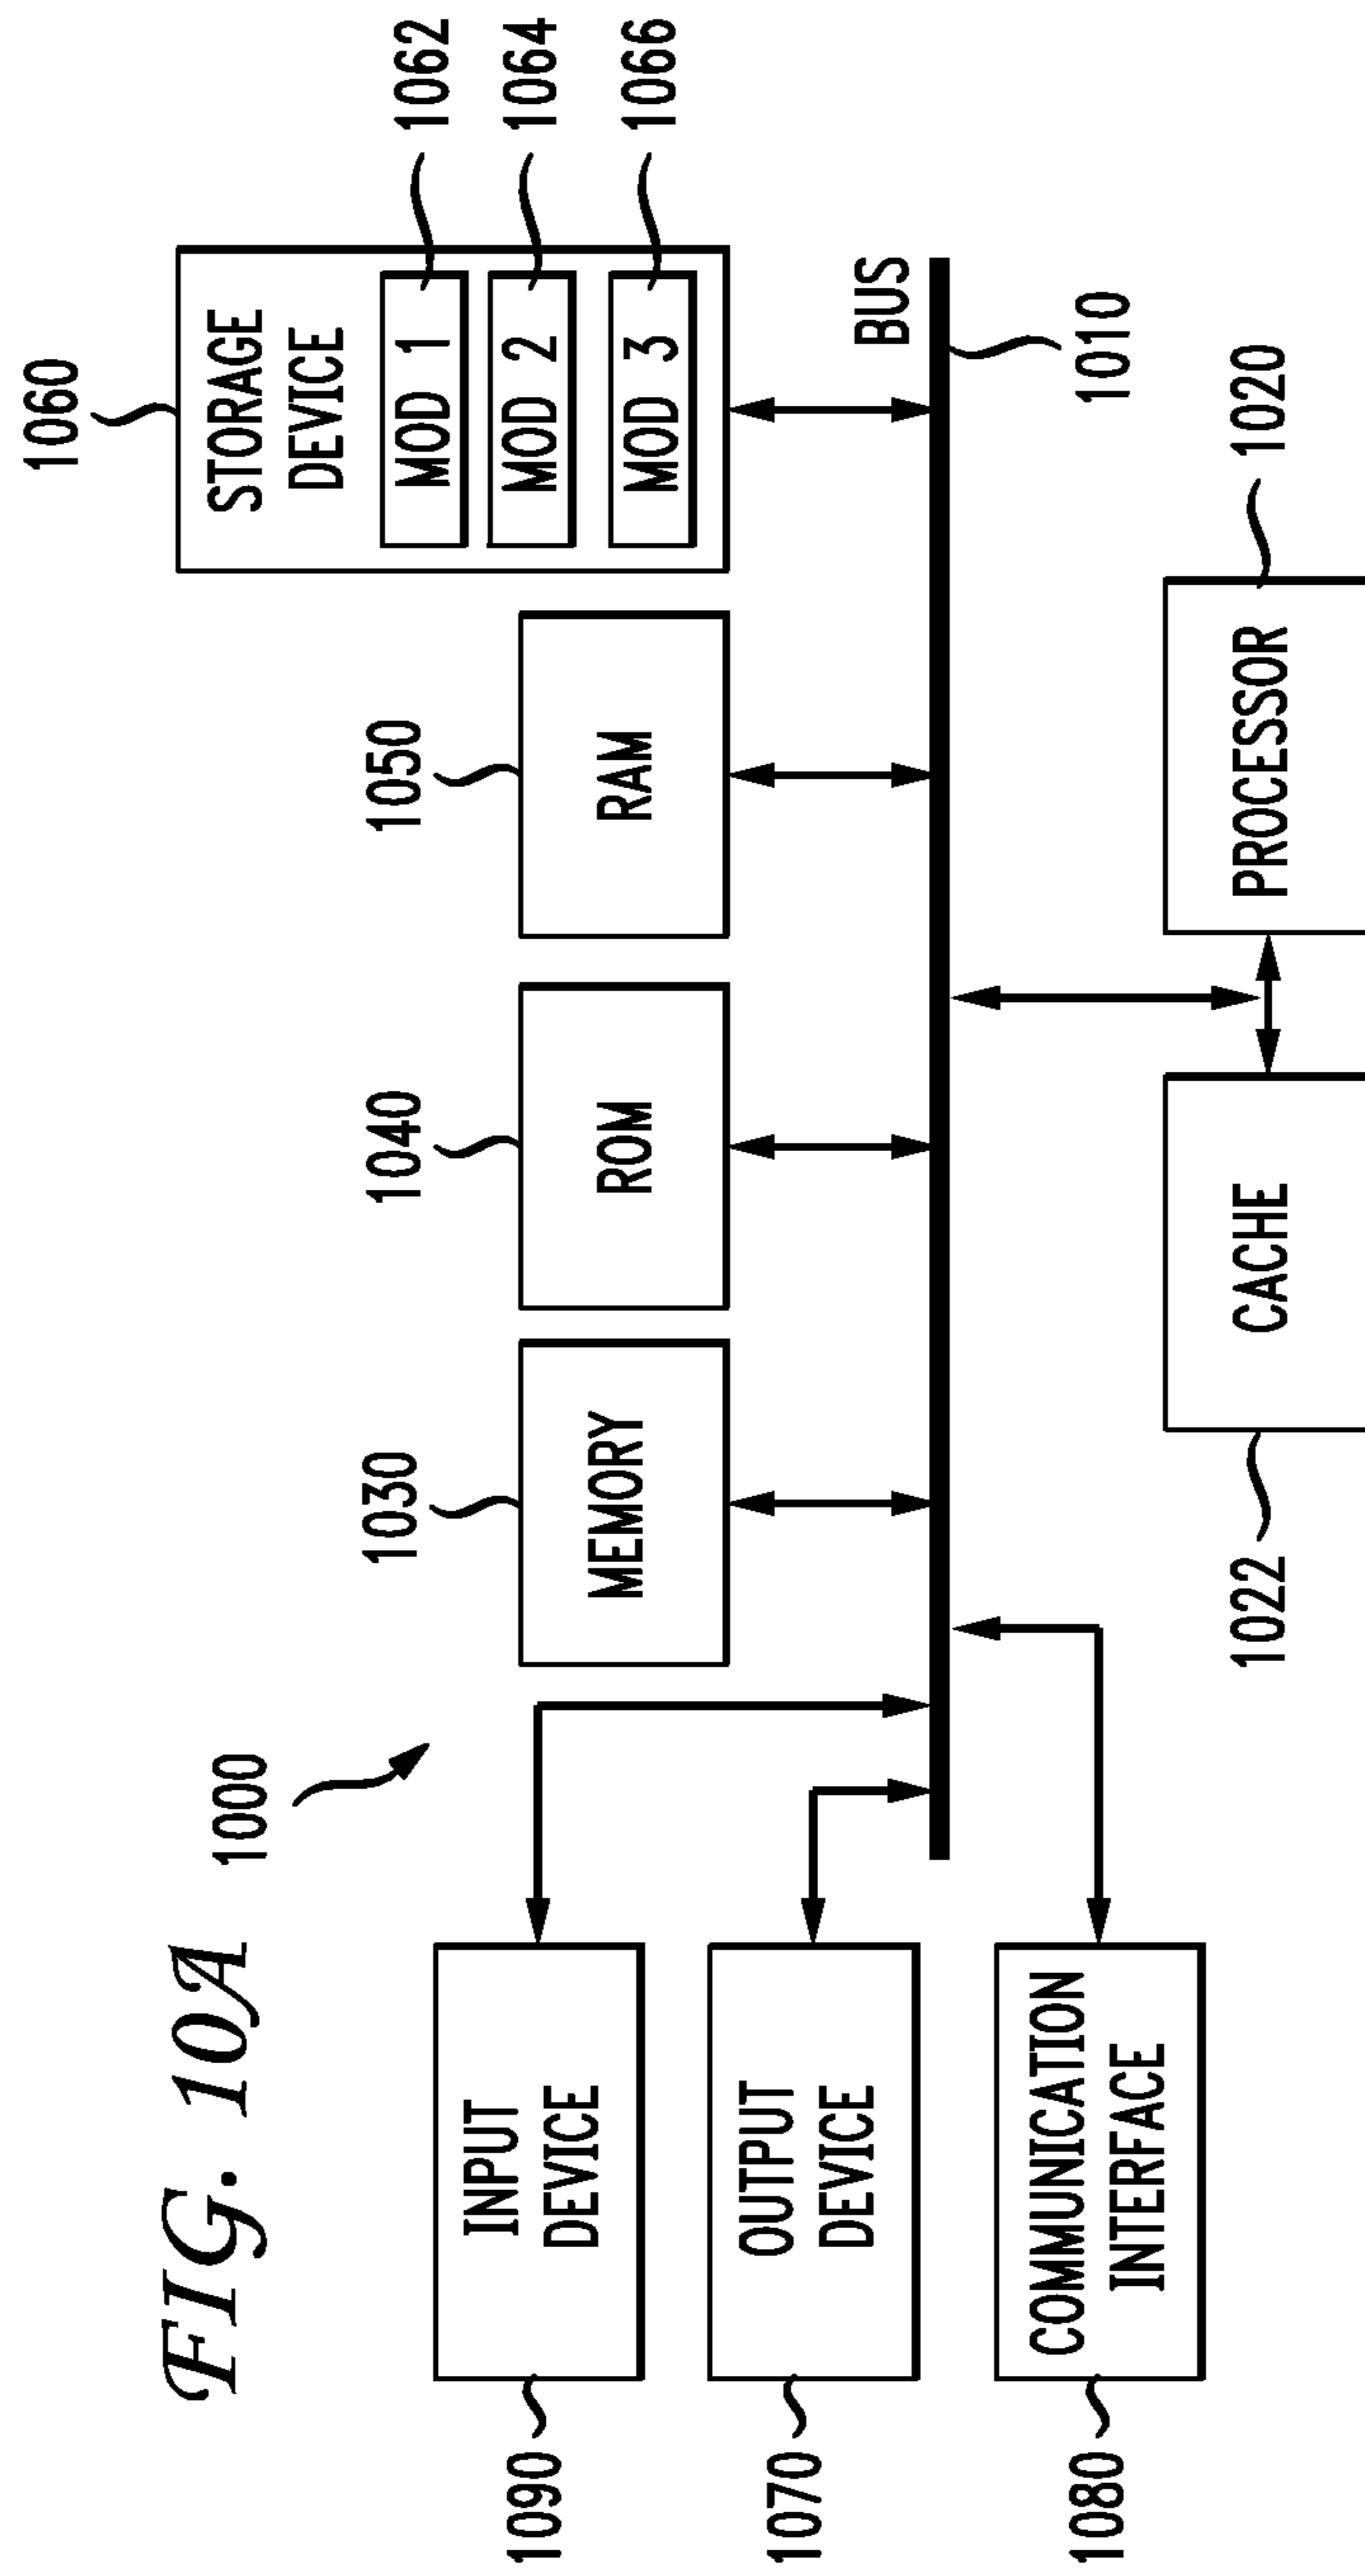 FIG. 10A
1000
1060
STORAGE
DEVICE
MOD 1
1062
MOD 2
1064
MOD 3
1066
1030
MEMORY
1040
ROM
1050
RAM
1090
INPUT
DEVICE
1070
OUTPUT
DEVICE
1080
COMMUNICATION
INTERFACE
BUS
1010
1022
CACHE
PROCESSOR
1020